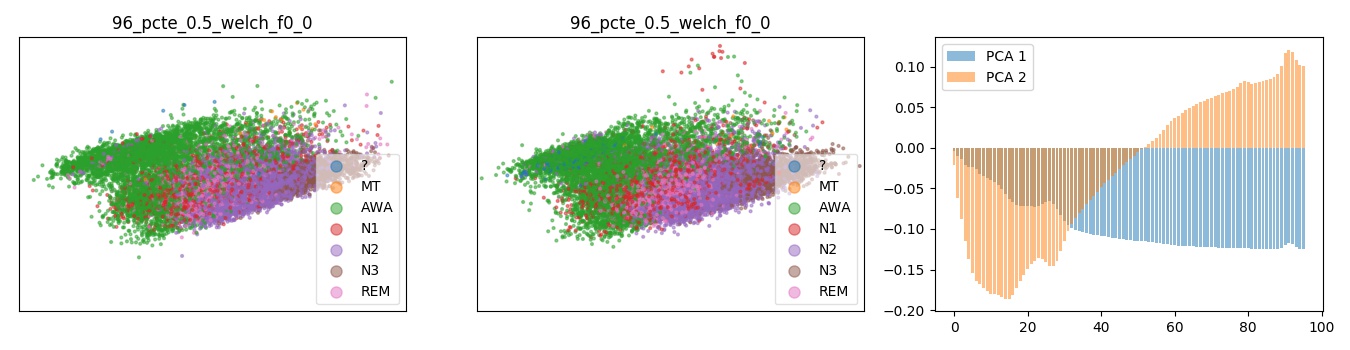 96_pcte_0.5_welch_f0_0
?
MT
AWA
N1
N2
N3
REM
96_pcte_0.5_welch_f0_0
?
MT
AWA
N1
N2
N3
REM
PCA 1
PCA 2
0.10
0.05
0.00
−0.05
−0.10
−0.15
−0.20
0
20
40
60
80
100